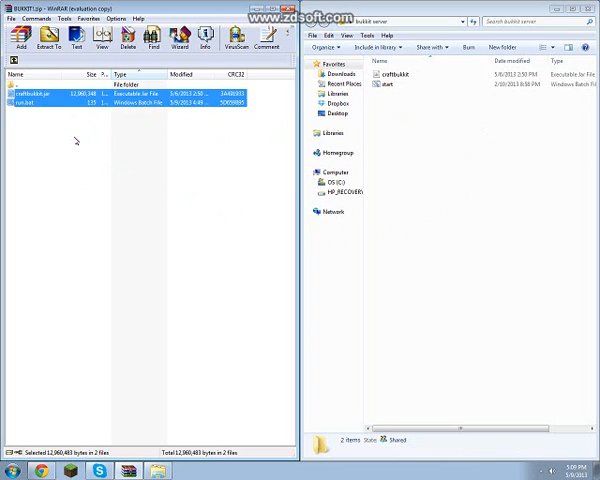 BUKKIT!.zip - WinRAR (evaluation copy)
www.zdsoft.com
bukkit server
Search bukkit server
Commands Tools Favorites Options Help
Add
Extract To
Test
View
Delete
Find
Wizard
Info
VirusScan
Comment
Name Size Type Modified CRC32
File folder
craftbukkit.jar 12,960,348 1... Executable Jar File 5/6/2013 2:50 ...
run.bat 135 1... Windows Batch File 5/9/2013 4:49 ...
Selected 12,960,483 bytes in 2 files
Total 12,960,483 bytes in 2 files
File Edit View Tools Help
Organize Include in library Share with Burn New folder
Favorites
Downloads
Recent Places
Libraries
Dropbox
Desktop
Libraries
Homegroup
Computer
OS (C:)
HP_RECOVERY
Network
Name Date modified Type
craftbukkit 5/6/2013 2:50 PM Executable Jar File
start 2/10/2013 8:58 PM Windows Batch Fil
2 items State: Shared
5:09 PM
5/9/2013